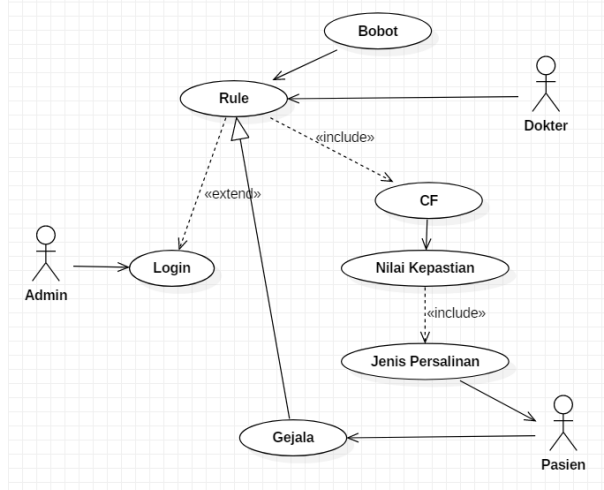 Bobot
Rule
Dokter
«include»
«extend»
CF
Login
Nilai Kepastian
Admin
«include»
Jenis Persalinan
Gejala
Pasien